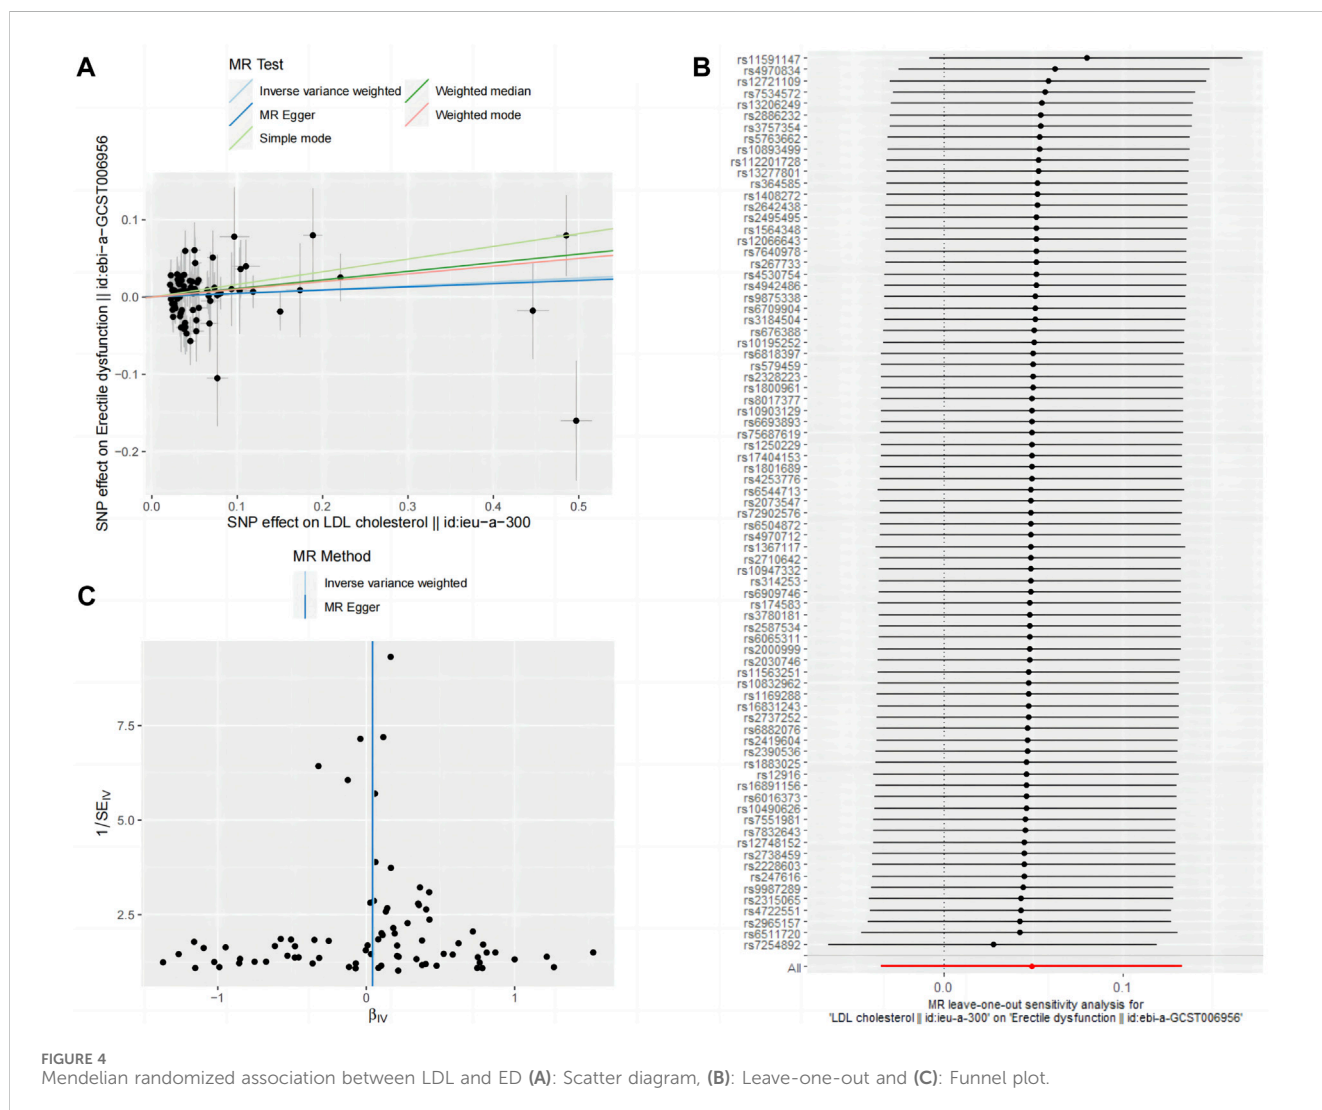 A
MR Test
Inverse variance weighted
MR Egger
Simple mode
Weighted median
Weighted mode
SNP effect on Erectile dysfunction || id:ebi-a-GCST006956
0.1
0.0
−0.1
−0.2
0.0
0.1
0.2
0.3
0.4
0.5
SNP effect on LDL cholesterol || id:ieu-a-300
B
rs11591147
rs4970834
rs12721109
rs7534572
rs13206249
rs2886232
rs3757354
rs5763662
rs10893499
rs112201728
rs13277801
rs364585
rs1408272
rs2642438
rs2495495
rs1564348
rs12066643
rs7640978
rs267733
rs4530754
rs4942486
rs9875338
rs6709904
rs3184504
rs676388
rs10195252
rs6818397
rs579459
rs2328223
rs1800961
rs8017377
rs10903129
rs6693893
rs75687619
rs1250229
rs17404153
rs1801689
rs4253776
rs6544713
rs2073547
rs72902576
rs6504872
rs4970712
rs1367117
rs2710642
rs10947332
rs314253
rs6909746
rs174583
rs3780181
rs2587534
rs6065311
rs2000999
rs2030746
rs11563251
rs10832962
rs1169288
rs16831243
rs2737252
rs6882076
rs2419604
rs2390536
rs1883025
rs12916
rs16891156
rs6016373
rs10490626
rs7551981
rs7832643
rs12748152
rs2738459
rs2228603
rs247616
rs9987289
rs2315065
rs4722551
rs2965157
rs6511720
rs7254892
All
0.0
0.1
MR leave-one-out sensitivity analysis for
'LDL cholesterol || id:ieu-a-300' on 'Erectile dysfunction || id:ebi-a-GCST006956'
C
MR Method
Inverse variance weighted
MR Egger
1/SEIV
7.5
5.0
2.5
−1
0
1
βIV
FIGURE 4
Mendelian randomized association between LDL and ED (A): Scatter diagram, (B): Leave-one-out and (C): Funnel plot.